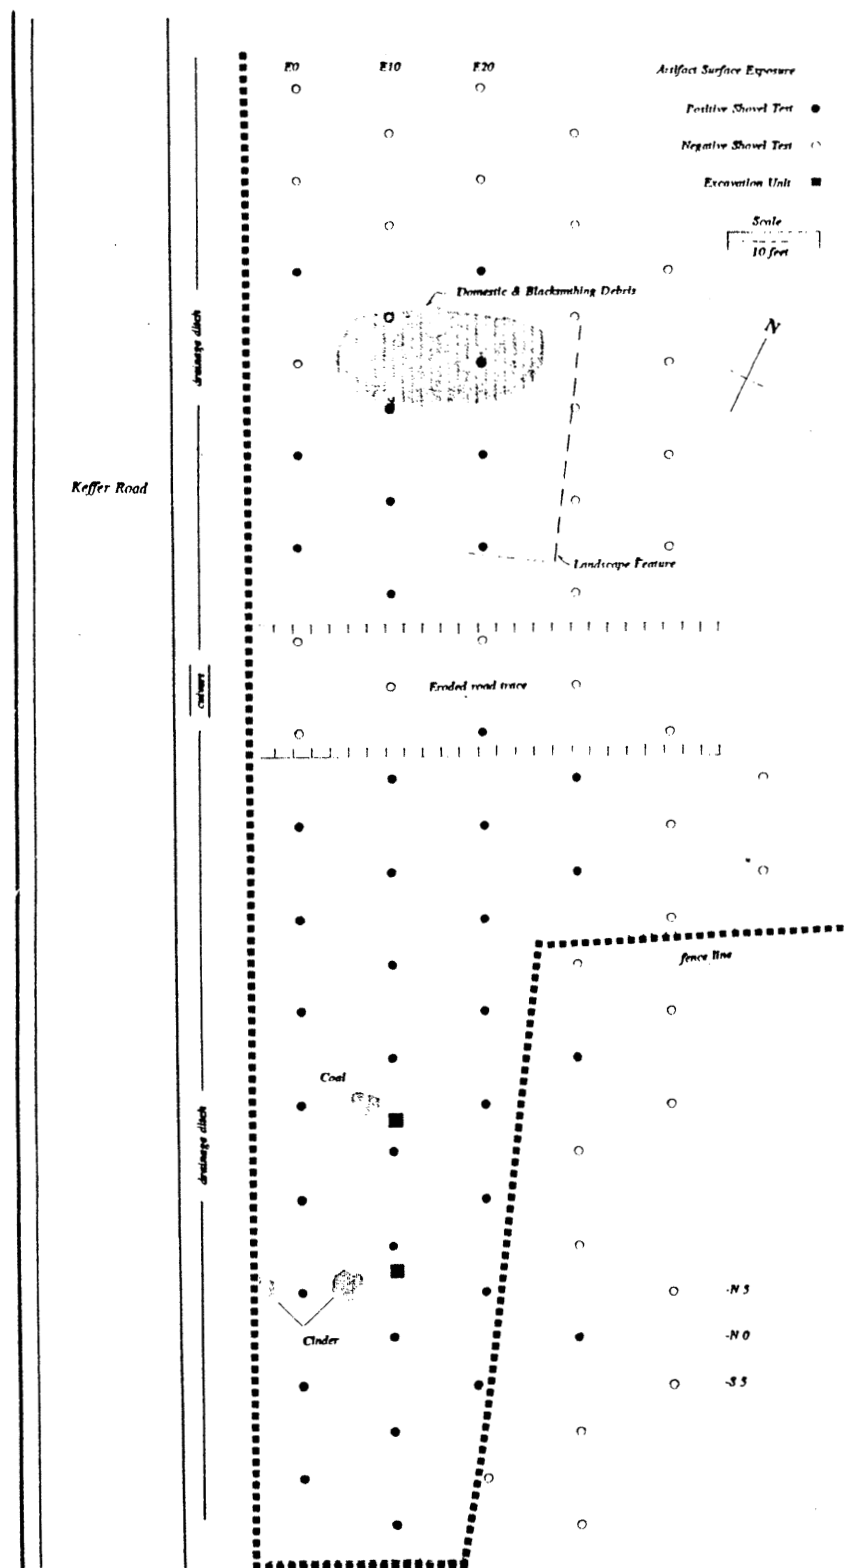 E0 E10 E20
Artifact Surface Exposure
Positive Shovel Test
Negative Shovel Test
Excavation Unit
Scale
10 feet
Domestic & Blacksmithing Debris
N
drainage ditch
Keffer Road
Landscape Feature
culvert
Eroded road trace
fence line
Coal
drainage ditch
-N 5
Cinder
-N 0
-S 5